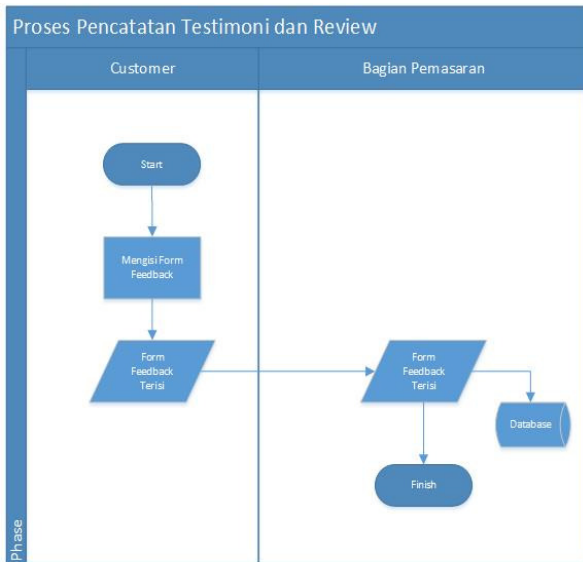 Proses Pencatatan Testimoni dan Review
Customer
Bagian Pemasaran
Start
Mengisi Form
Feedback
Form
Feedback
Terisi
Form
Feedback
Terisi
Database
Finish
Phase